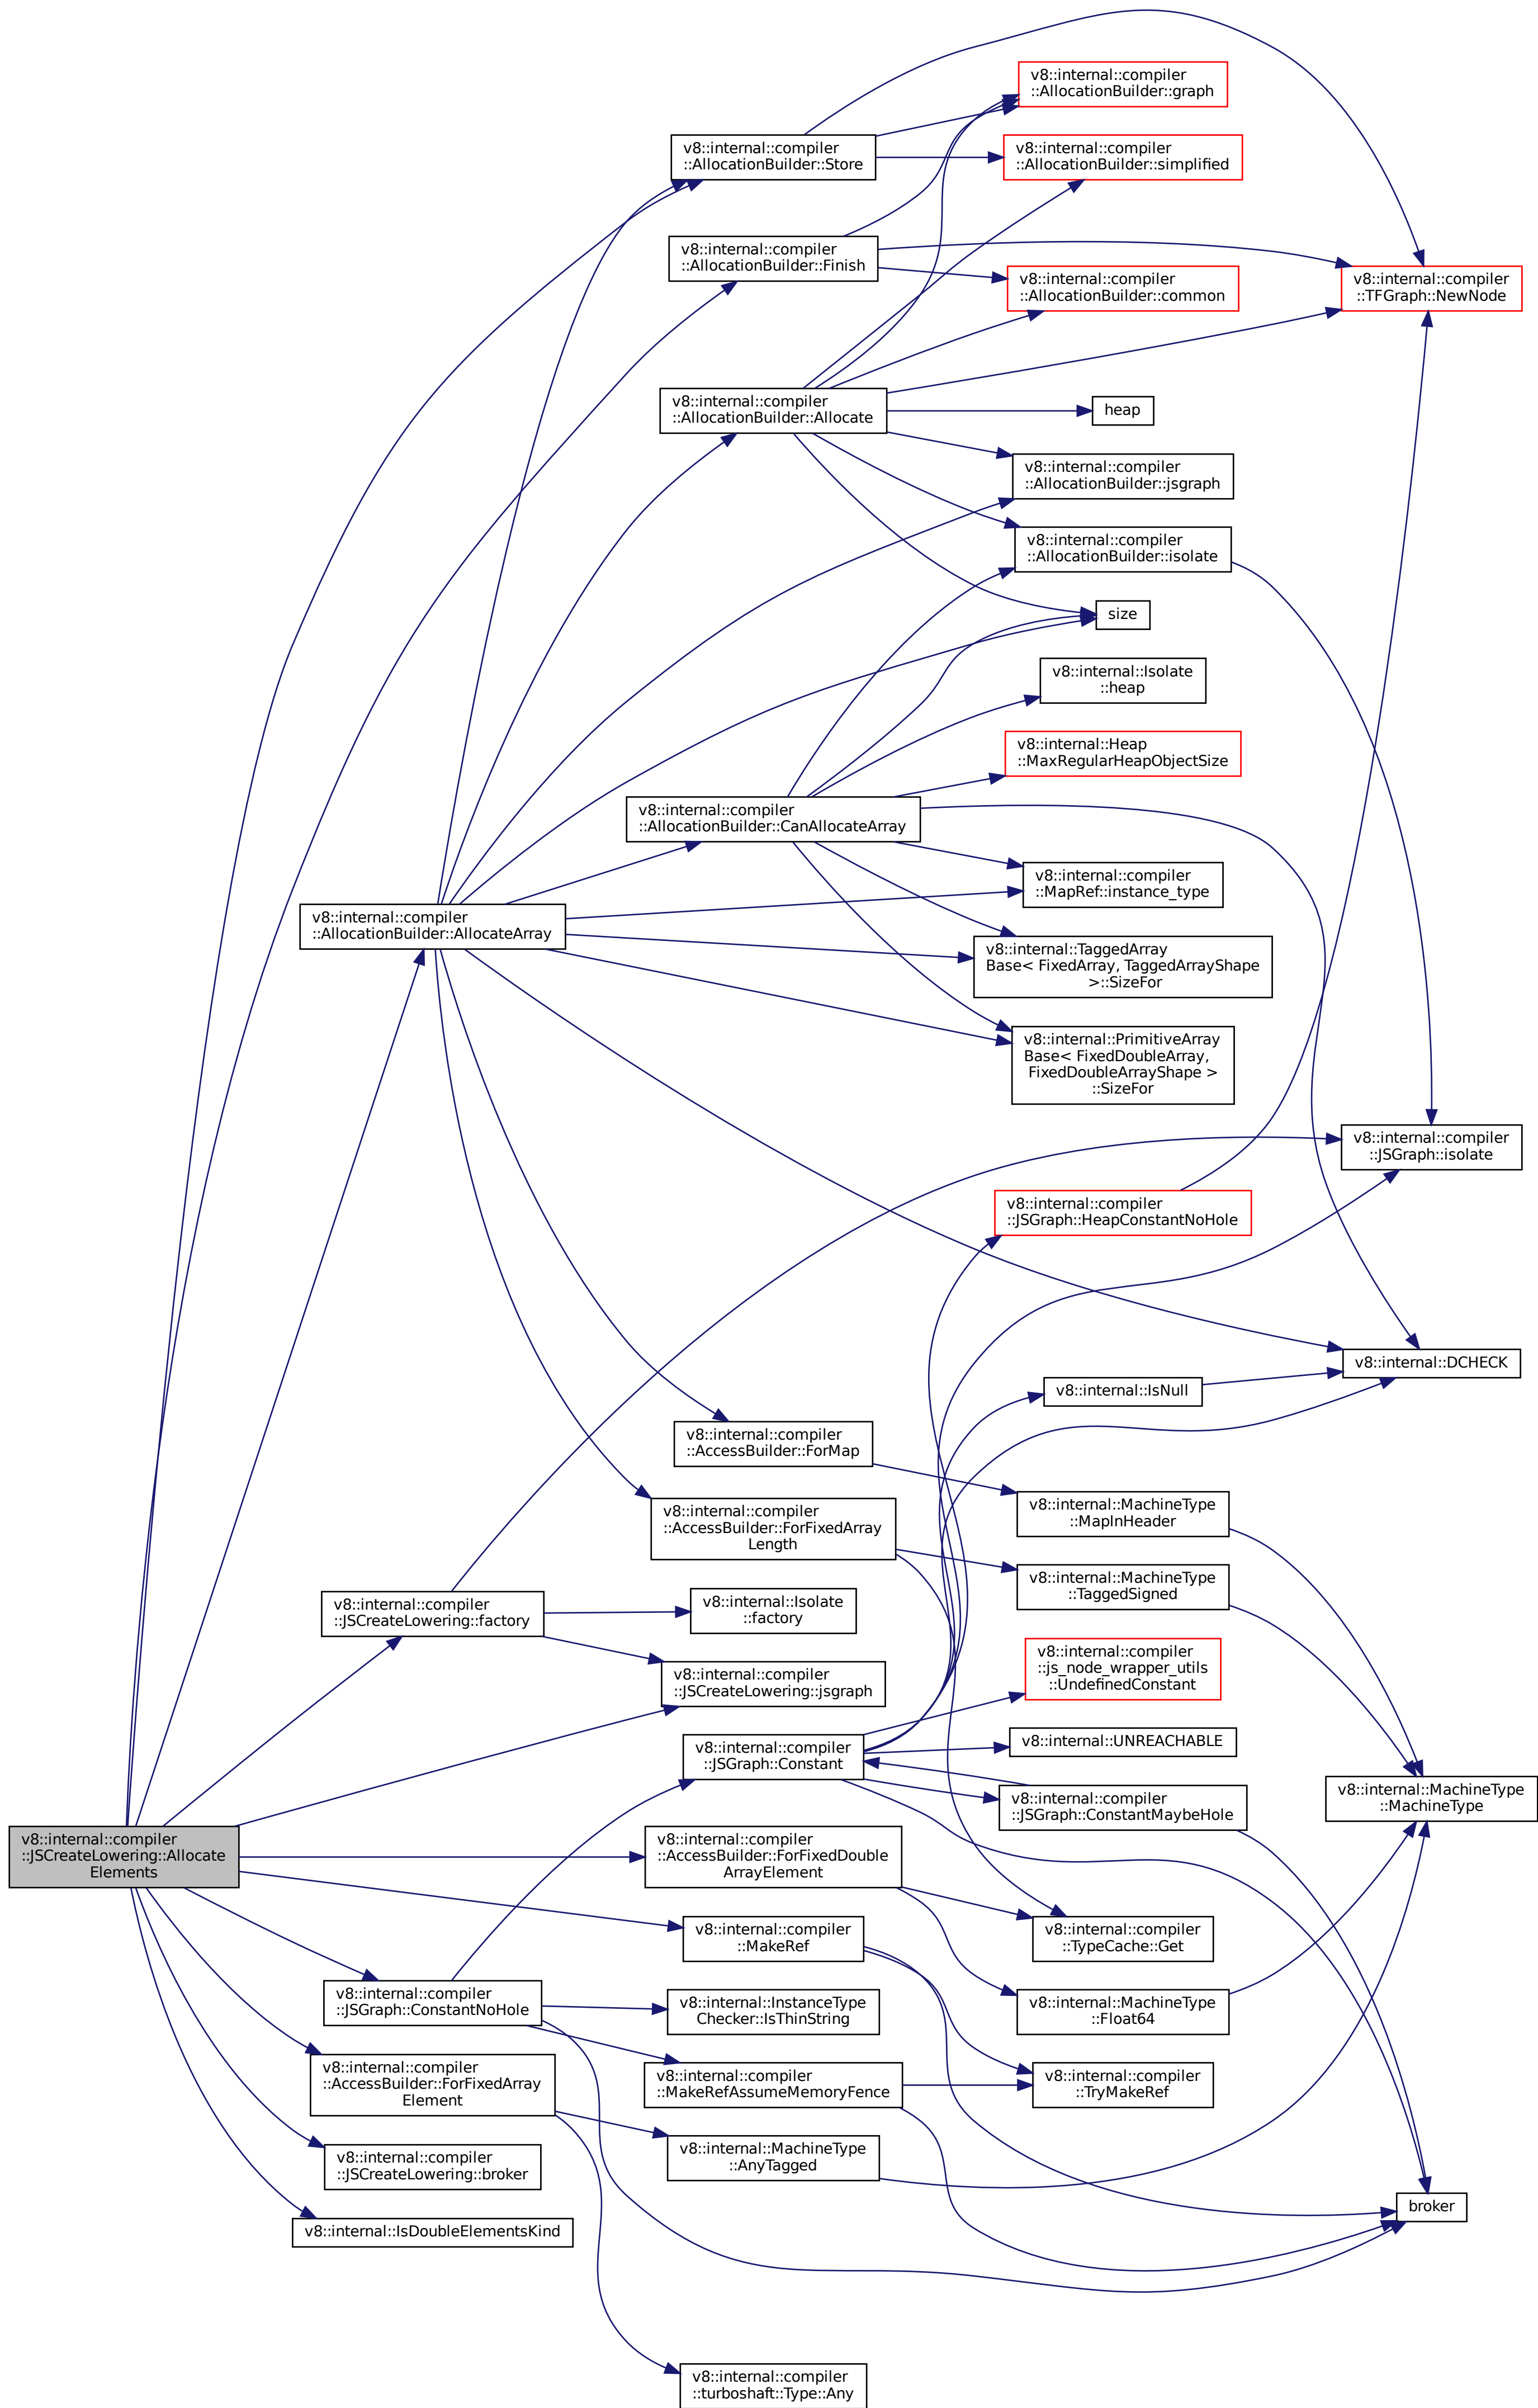 v8::internal::compiler
::AllocationBuilder::graph
v8::internal::compiler
::AllocationBuilder::Store
v8::internal::compiler
::AllocationBuilder::simplified
v8::internal::compiler
::AllocationBuilder::Finish
v8::internal::compiler
::AllocationBuilder::common
v8::internal::compiler
::TFGraph::NewNode
v8::internal::compiler
::AllocationBuilder::Allocate
heap
v8::internal::compiler
::AllocationBuilder::jsgraph
v8::internal::compiler
::AllocationBuilder::isolate
size
v8::internal::Isolate
::heap
v8::internal::Heap
::MaxRegularHeapObjectSize
v8::internal::compiler
::AllocationBuilder::CanAllocateArray
v8::internal::compiler
::MapRef::instance_type
v8::internal::compiler
::AllocationBuilder::AllocateArray
v8::internal::TaggedArray
Base< FixedArray, TaggedArrayShape
>::SizeFor
v8::internal::PrimitiveArray
Base< FixedDoubleArray,
FixedDoubleArrayShape >
::SizeFor
v8::internal::compiler
::JSGraph::isolate
v8::internal::compiler
::JSGraph::HeapConstantNoHole
v8::internal::DCHECK
v8::internal::IsNull
v8::internal::compiler
::AccessBuilder::ForMap
v8::internal::MachineType
::MapInHeader
v8::internal::compiler
::AccessBuilder::ForFixedArray
Length
v8::internal::MachineType
::TaggedSigned
v8::internal::compiler
::JSCreateLowering::factory
v8::internal::Isolate
::factory
v8::internal::compiler
::js_node_wrapper_utils
::UndefinedConstant
v8::internal::compiler
::JSCreateLowering::jsgraph
v8::internal::compiler
::JSGraph::Constant
v8::internal::UNREACHABLE
v8::internal::MachineType
::MachineType
v8::internal::compiler
::JSGraph::ConstantMaybeHole
v8::internal::compiler
::JSCreateLowering::Allocate
Elements
v8::internal::compiler
::AccessBuilder::ForFixedDouble
ArrayElement
v8::internal::compiler
::MakeRef
v8::internal::compiler
::TypeCache::Get
v8::internal::compiler
::JSGraph::ConstantNoHole
v8::internal::InstanceType
Checker::IsThinString
v8::internal::MachineType
::Float64
v8::internal::compiler
::AccessBuilder::ForFixedArray
Element
v8::internal::compiler
::MakeRefAssumeMemoryFence
v8::internal::compiler
::TryMakeRef
v8::internal::compiler
::JSCreateLowering::broker
v8::internal::MachineType
::AnyTagged
broker
v8::internal::IsDoubleElementsKind
v8::internal::compiler
::turboshaft::Type::Any